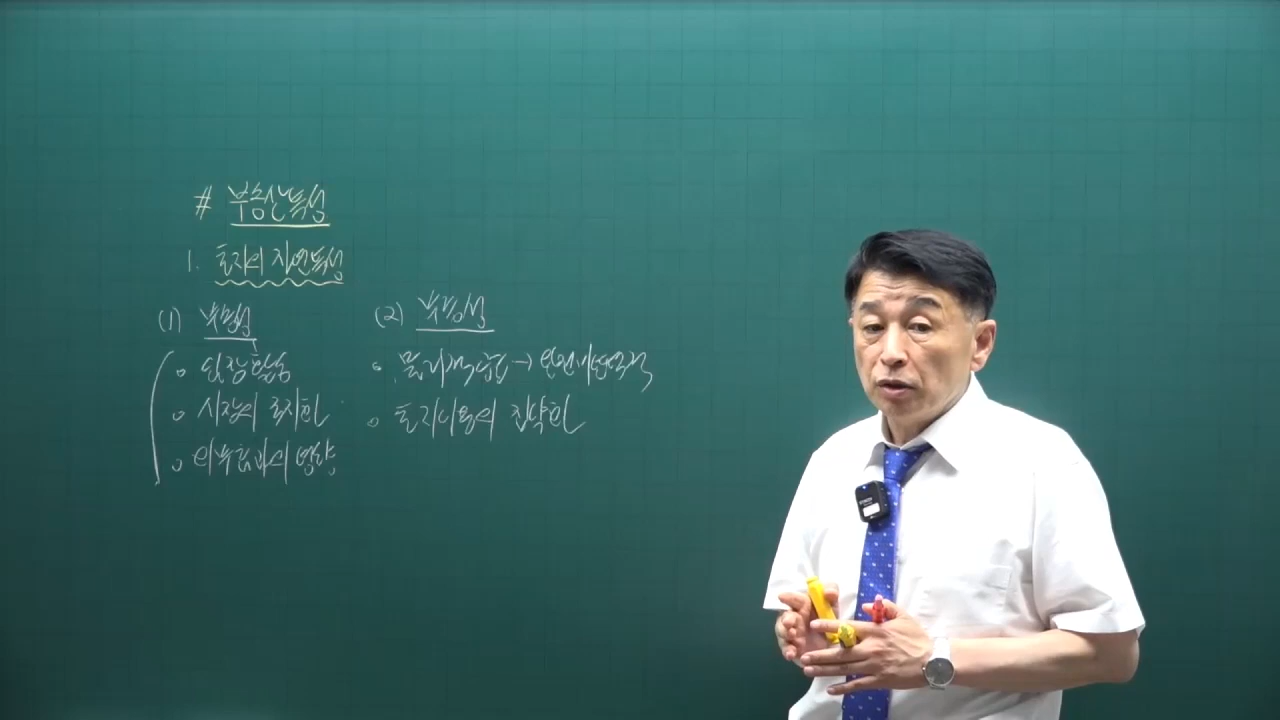 # 부동산특성
1. 토지의 자연특성
(1) 부동성
∘ 임장활동
∘ 시장의 국지화
∘ 외부효과의 영향
(2) 부증성
∘ 물리적 공급 → 완전비탄력적
∘ 토지이용의 집약화